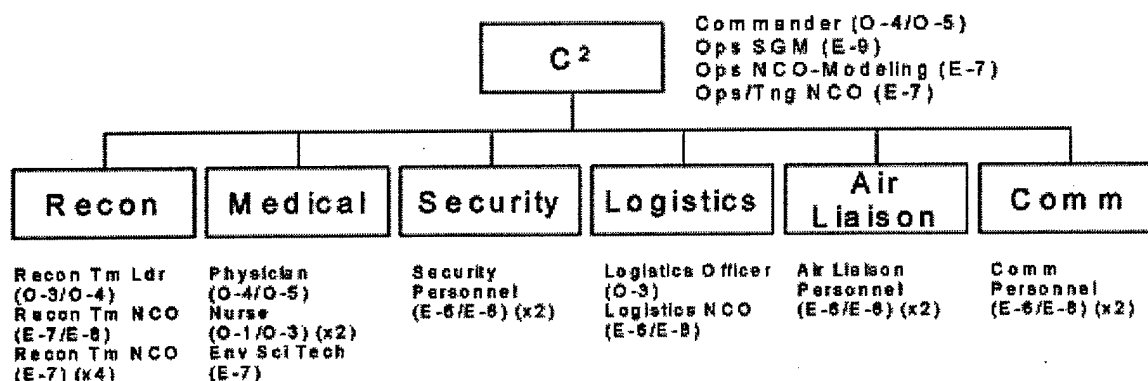 C²
Commander (O-4/O-5)
Ops SGM (E-9)
Ops NCO-Modeling (E-7)
Ops/Tng NCO (E-7)
Recon
Medical
Security
Logistics
Air
Liaison
Comm
Recon Tm Ldr
(O-3/O-4)
Recon Tm NCO
(E-7/E-8)
Recon Tm NCO
(E-7) (x4)
Physician
(O-4/O-5)
Nurse
(O-1/O-3) (x2)
Env Sci Tech
(E-7)
Security
Personnel
(E-6/E-8) (x2)
Logistics Officer
(O-3)
Logistics NCO
(E-6/E-8)
Air Liaison
Personnel
(E-6/E-8) (x2)
Comm
Personnel
(E-6/E-8) (x2)